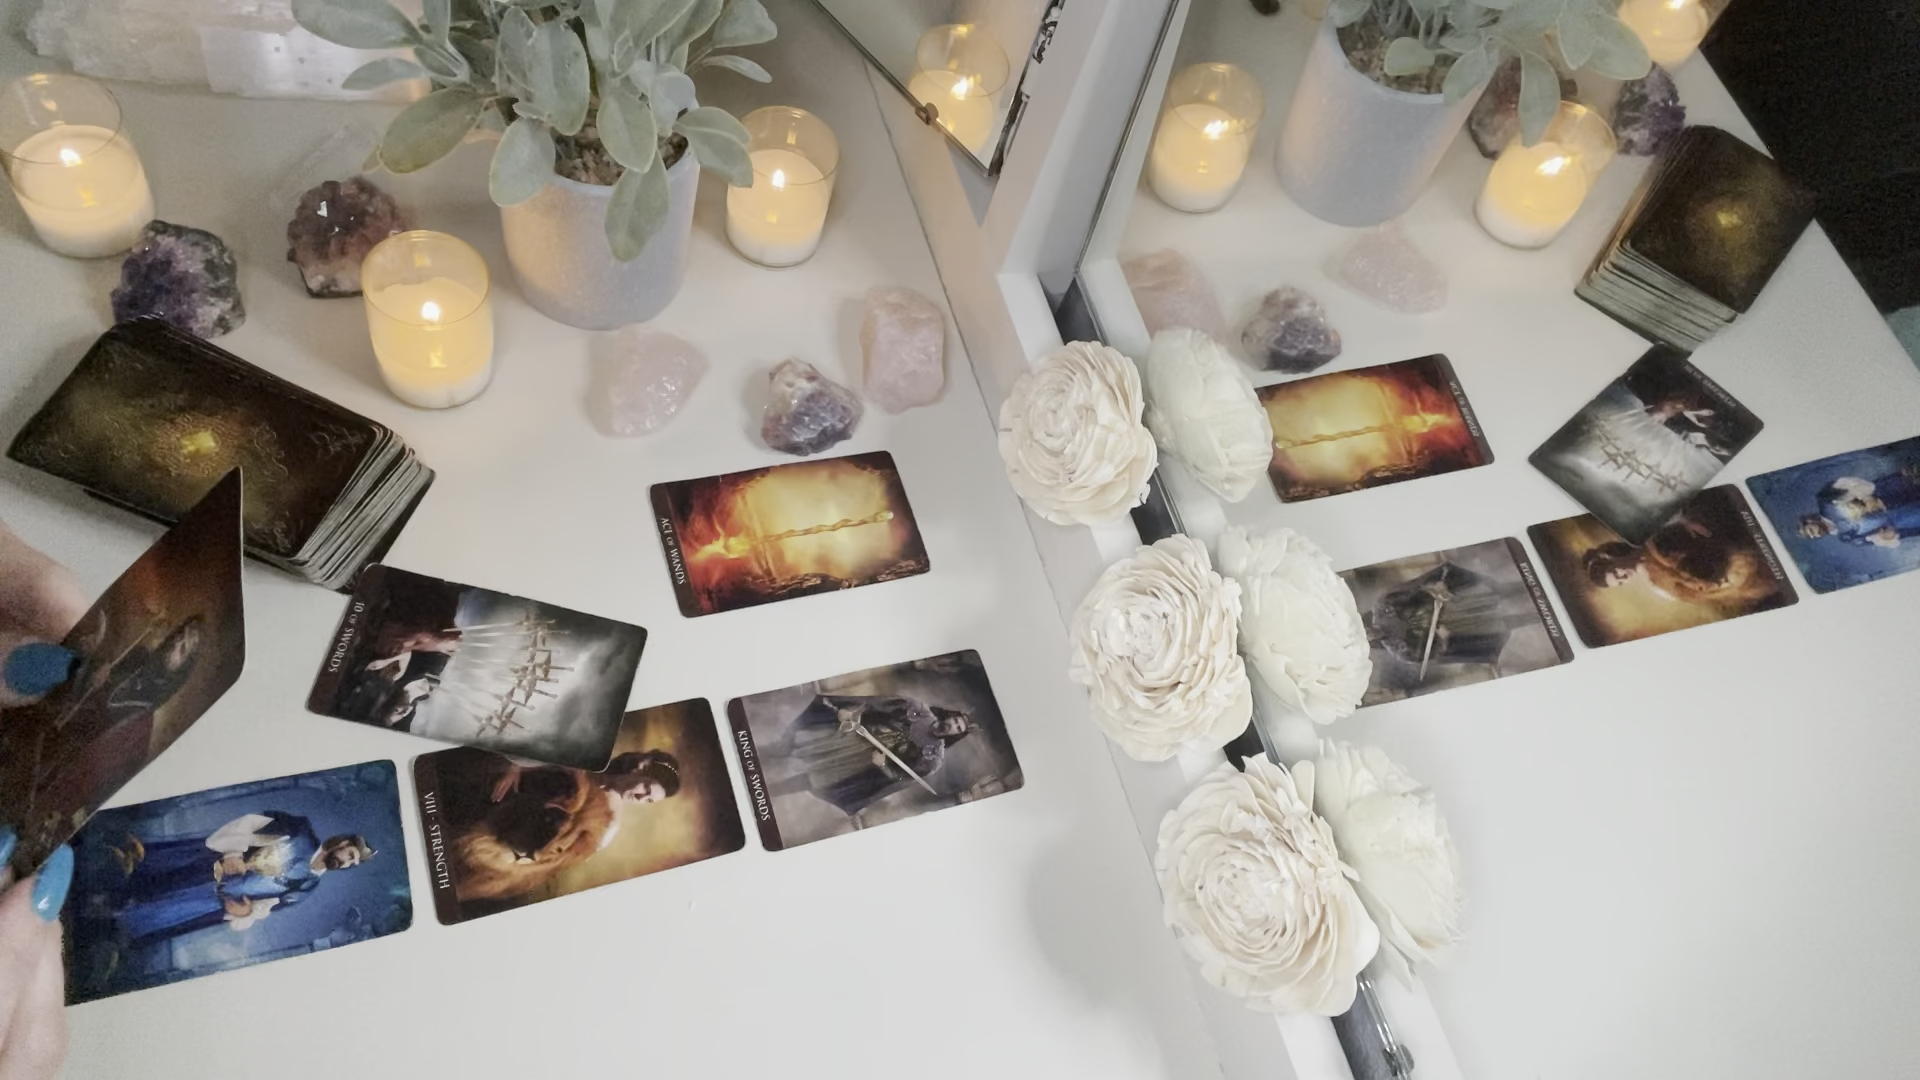 ACE OF WANDS
10 OF SWORDS
VIII - STRENGTH
KING OF SWORDS